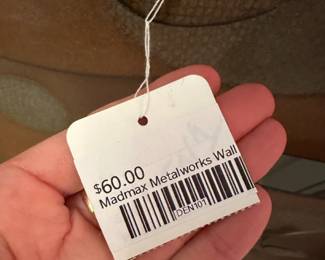 $60.00
Madmax Metalworks Wall
DEN101